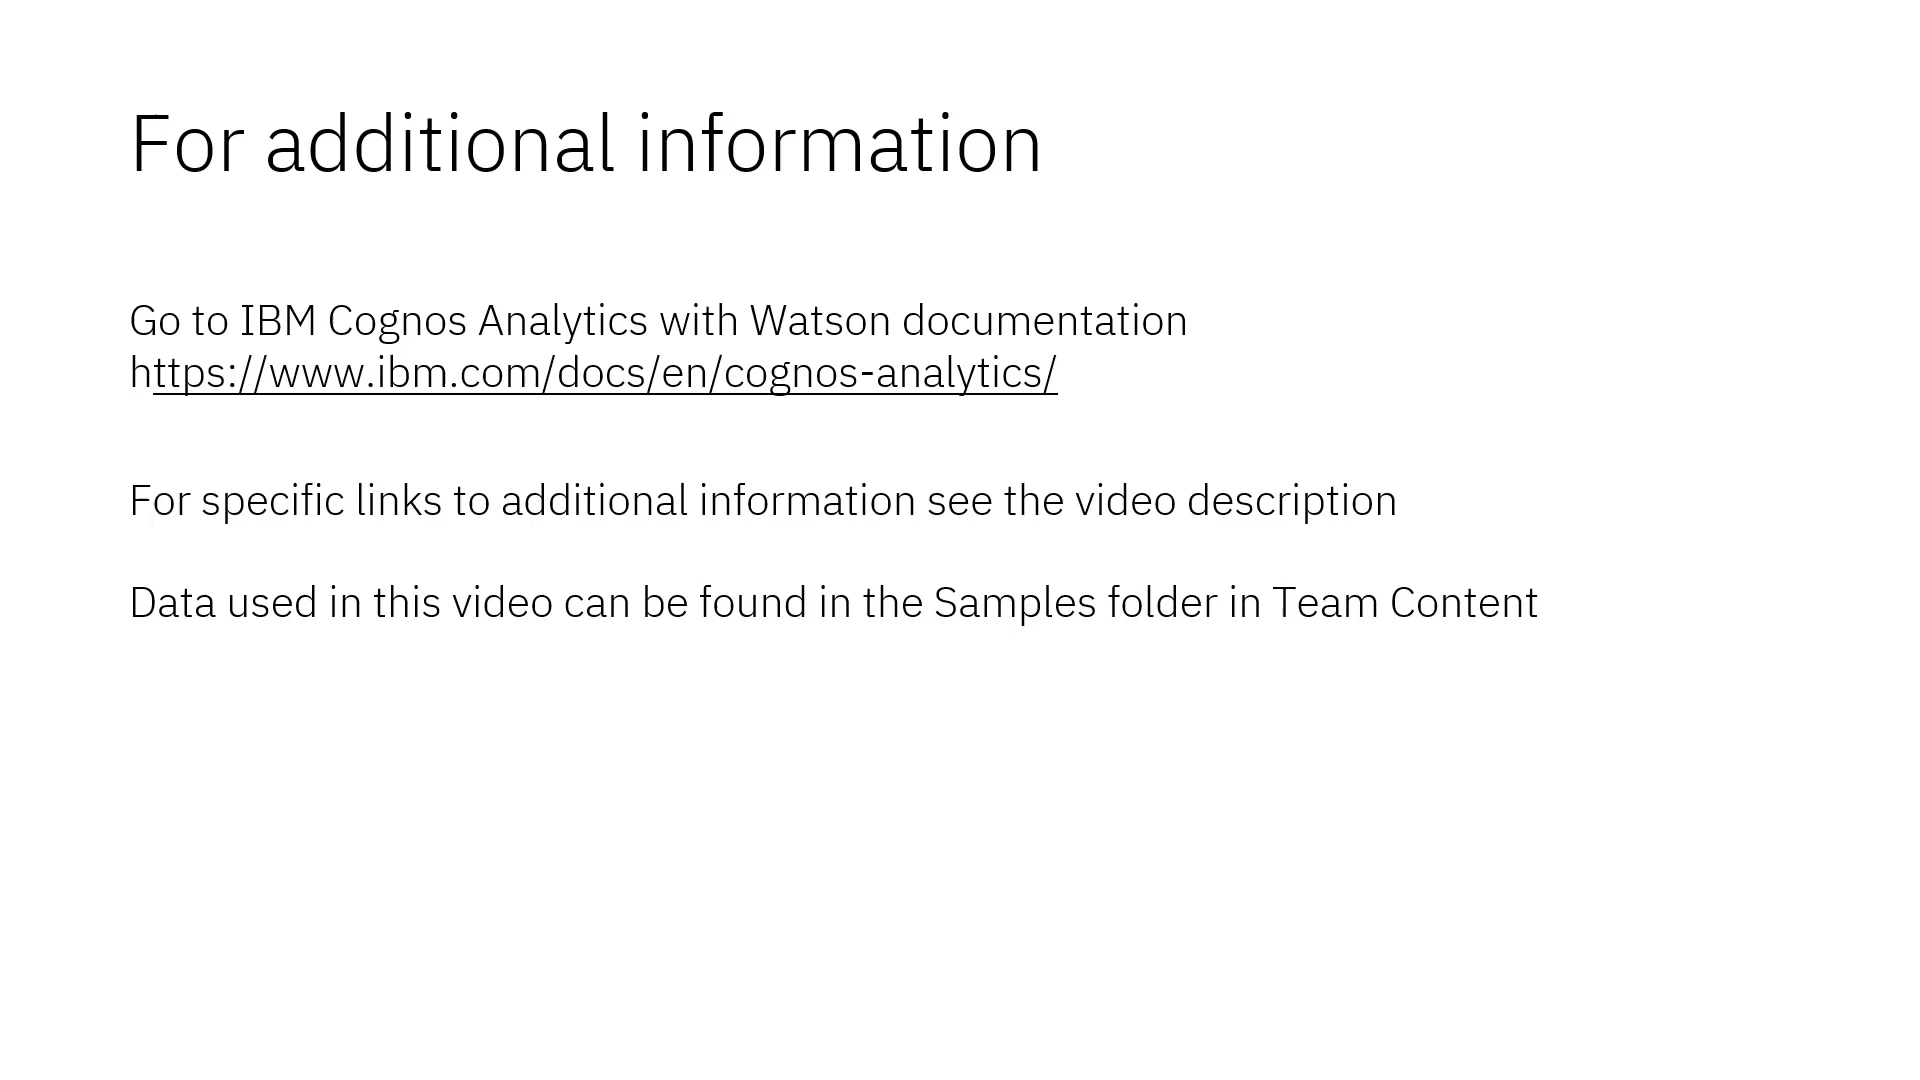 For additional information
Go to IBM Cognos Analytics with Watson documentation
https://www.ibm.com/docs/en/cognos-analytics/
For specific links to additional information see the video description
Data used in this video can be found in the Samples folder in Team Content